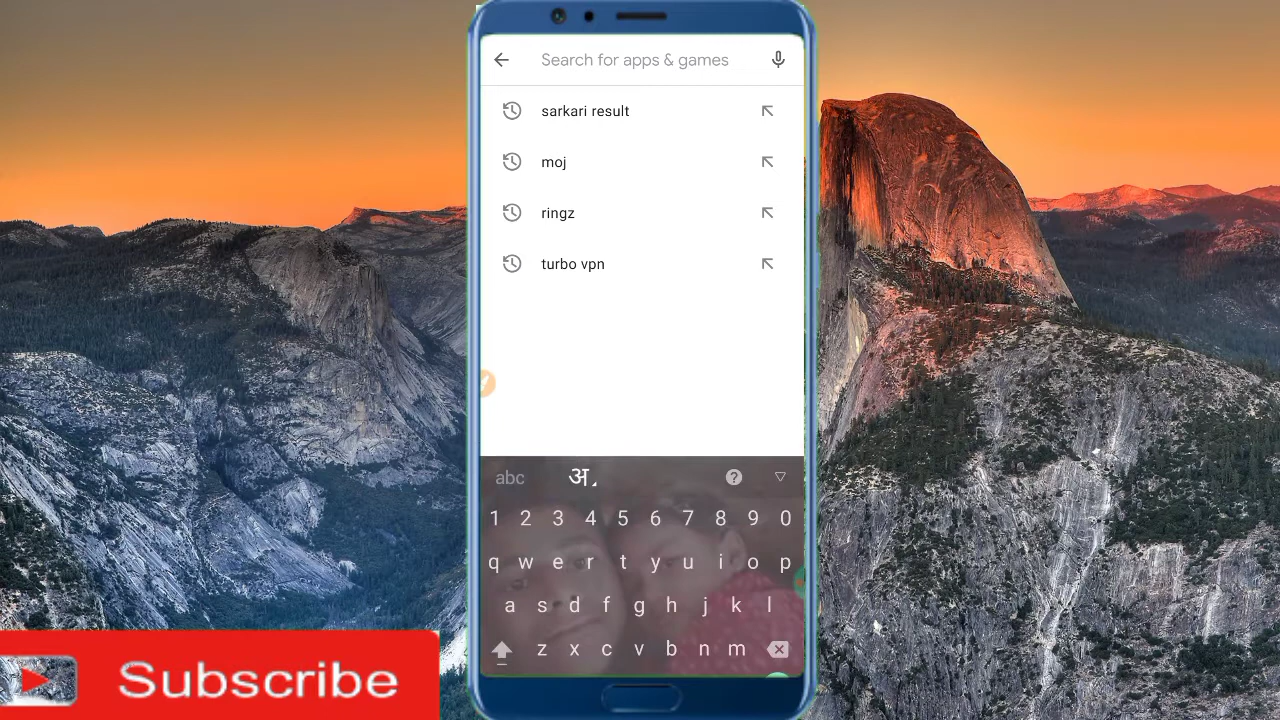 Search for apps & games
sarkari result
moj
ringz
turbo vpn
abc अ ?
1 2 3 4 5 6 7 8 9 0
q w e r t y u i o p
a s d f g h j k l
z x c v b n m
Subscribe